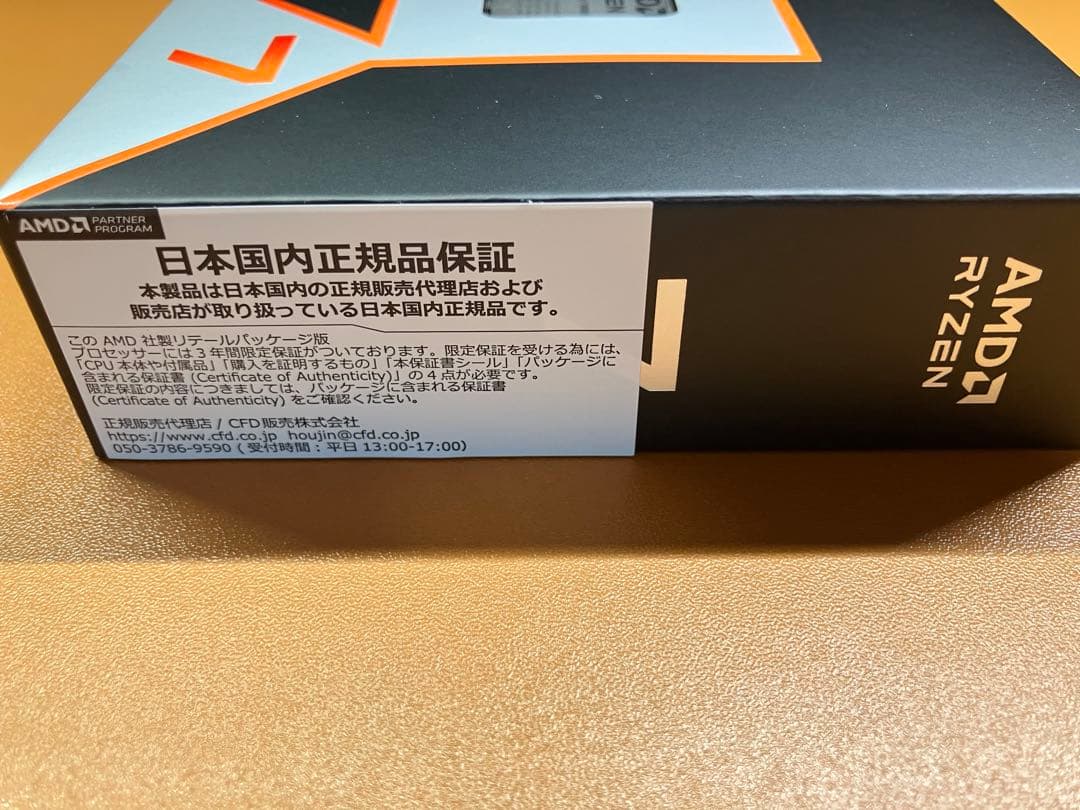 RYZEN
AMD
PARTNER
PROGRAM
日本国内正規品保証
本製品は日本国内の正規販売代理店および
販売店が取り扱っている日本国内正規品です。
この AMD 社製リテールパッケージ版
プロセッサーには3年間限定保証がついております。限定保証を受ける為には、
「CPU 本体や付属品」「購入を証明するもの」「本保証書シール」「パッケージに
含まれる保証書 (Certificate of Authenticity)」の4点が必要です。
限定保証の内容につきましては、パッケージに含まれる保証書
(Certificate of Authenticity) をご確認ください。
正規販売代理店 / CFD 販売株式会社
https://www.cfd.co.jp houjin@cfd.co.jp
050-3786-9590 (受付時間:平日 13:00-17:00)
AMD
RYZEN